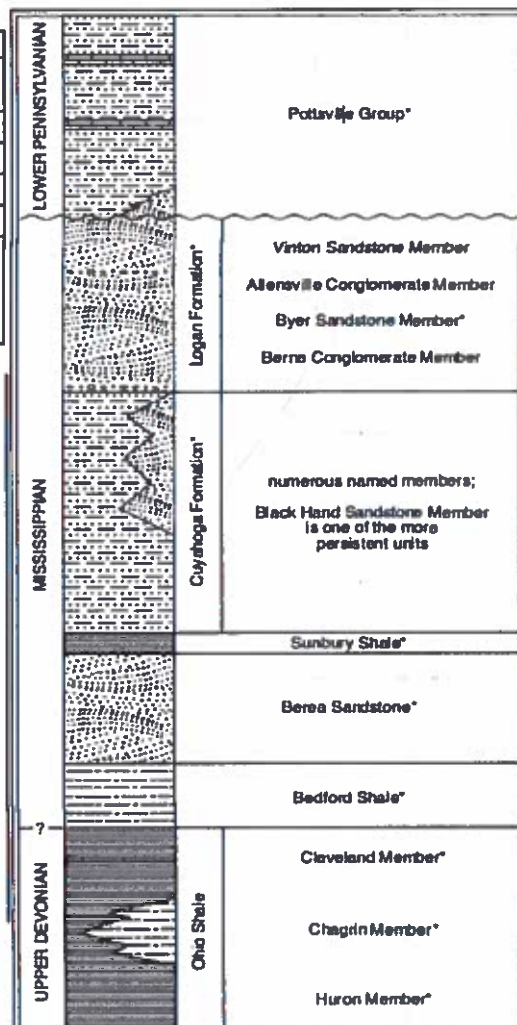 LOWER PENNSYLVANIAN
Pottsville Group*
MISSISSIPPIAN
Logan Formation*
Vinton Sandstone Member
Allensville Conglomerate Member
Byer Sandstone Member*
Berne Conglomerate Member
Cuyahoga Formation*
numerous named members;
Black Hand Sandstone Member
is one of the more
persistent units
Sunbury Shale*
Berea Sandstone*
Bedford Shale*
?
UPPER DEVONIAN
Ohio Shale
Cleveland Member*
Chagrin Member*
Huron Member*